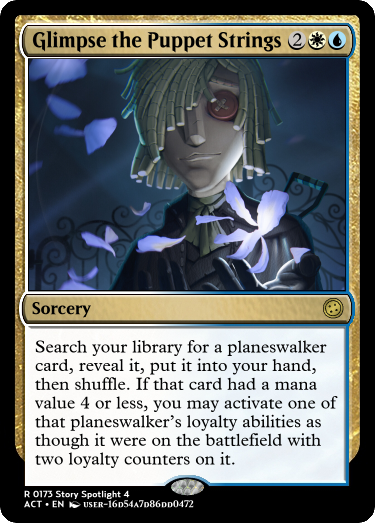 Glimpse the Puppet Strings 2
Sorcery
Search your library for a planeswalker
card, reveal it, put it into your hand,
then shuffle. If that card had a mana
value 4 or less, you may activate one of
that planeswalker's loyalty abilities as
though it were on the battlefield with
two loyalty counters on it.
R 0173 Story Spotlight 4
ACT • EN user-16d54a7d86dd0472